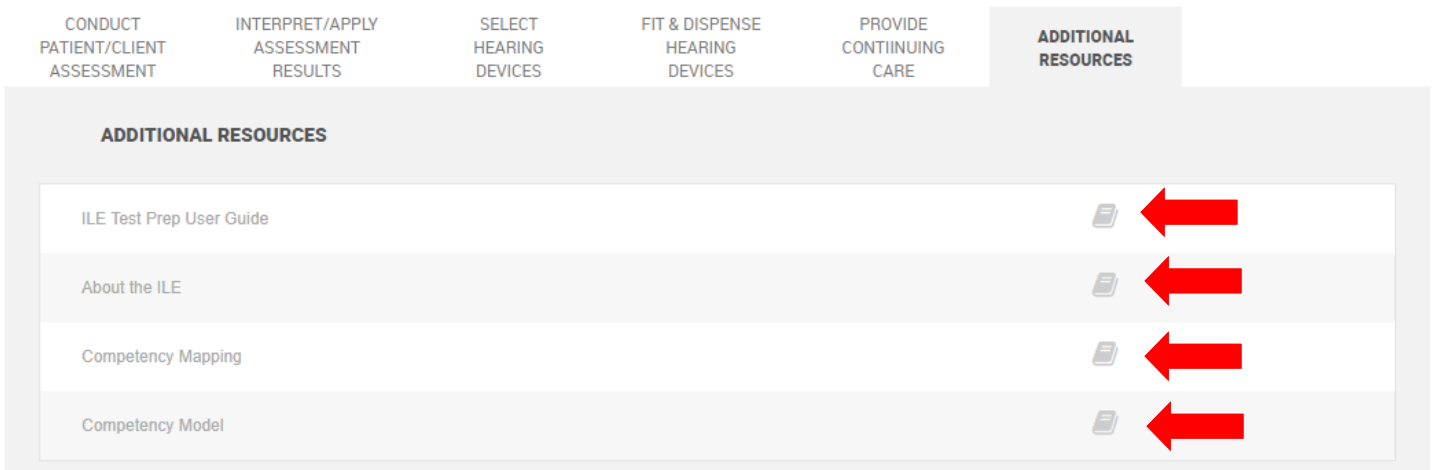 CONDUCT
PATIENT/CLIENT
ASSESSMENT
INTERPRET/APPLY
ASSESSMENT
RESULTS
SELECT
HEARING
DEVICES
FIT & DISPENSE
HEARING
DEVICES
PROVIDE
CONTIINUING
CARE
ADDITIONAL
RESOURCES
ADDITIONAL RESOURCES
ILE Test Prep User Guide
About the ILE
Competency Mapping
Competency Model